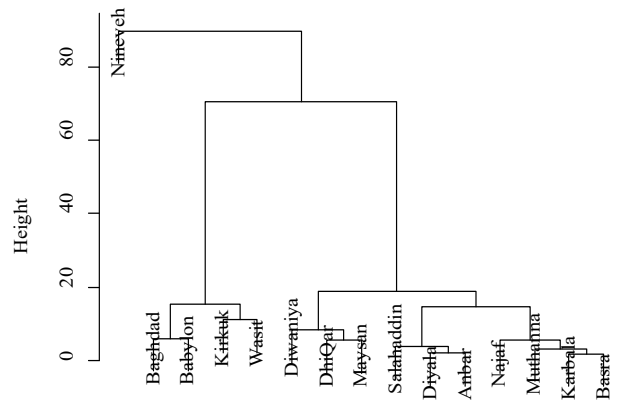 Height
80
60
40
20
0
Nineveh
Baghdad
Babylon
Kirkuk
Wasit
Diwaniya
DhiQar
Maysan
Salahaddin
Diyala
Anbar
Najaf
Muthanna
Karbala
Basra